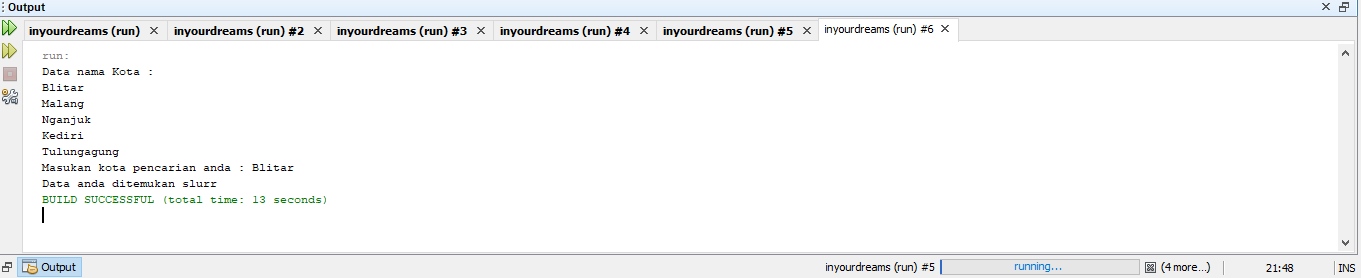 Output
inyourdreams (run) inyourdreams (run) #2 inyourdreams (run) #3 inyourdreams (run) #4 inyourdreams (run) #5 inyourdreams (run) #6
run:
Data nama Kota :
Blitar
Malang
Nganjuk
Kediri
Tulungagung
Masukan kota pencarian anda : Blitar
Data anda ditemukan slurr
BUILD SUCCESSFUL (total time: 13 seconds)
Output inyourdreams (run) #5 running... (4 more...) 21:48 INS